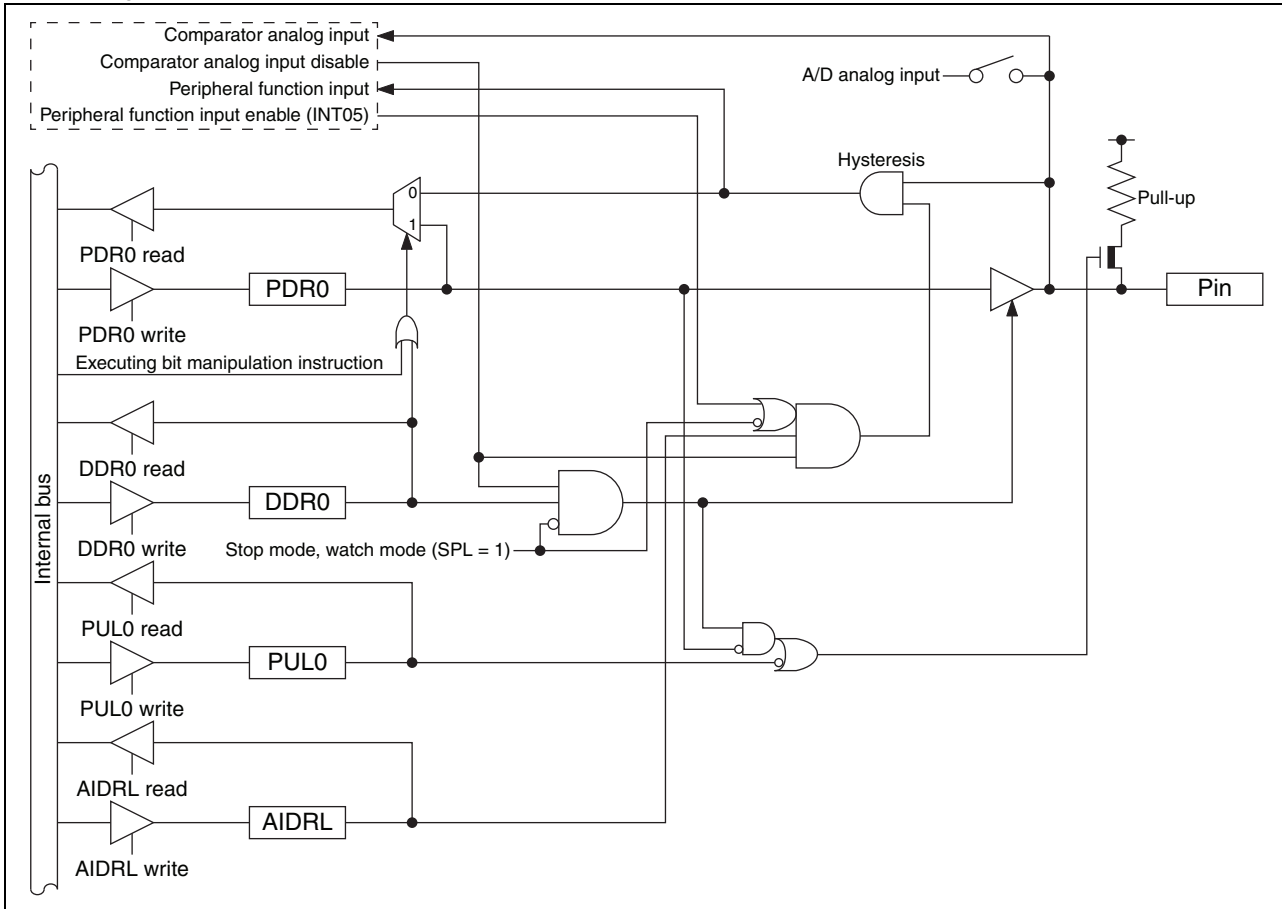 Comparator analog input
Comparator analog input disable
Peripheral function input
Peripheral function input enable (INT05)
A/D analog input
Hysteresis
Pull-up
0
1
PDR0 read
PDR0
Pin
PDR0 write
Executing bit manipulation instruction
DDR0 read
DDR0
DDR0 write
Stop mode, watch mode (SPL = 1)
Internal bus
PUL0 read
PUL0
PUL0 write
AIDRL read
AIDRL
AIDRL write